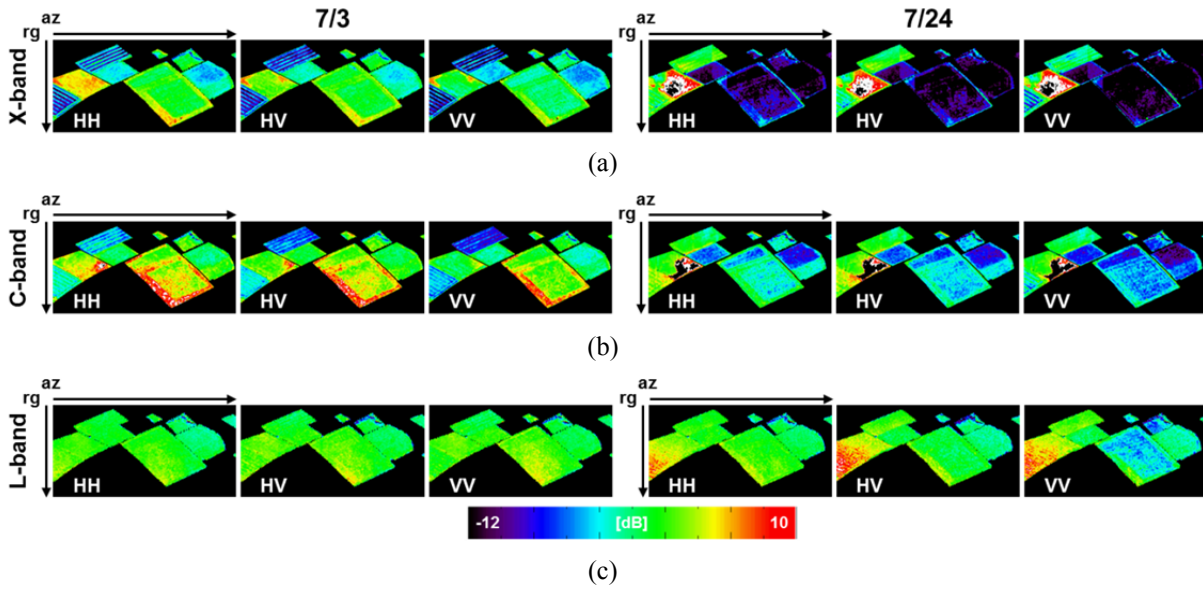 7/3 7/24
az az
rg rg
X-band
HH HV VV HH HV VV
(a)
az az
rg rg
C-band
HH HV VV HH HV VV
(b)
az az
rg rg
L-band
HH HV VV HH HV VV
-12 [dB] 10
(c)